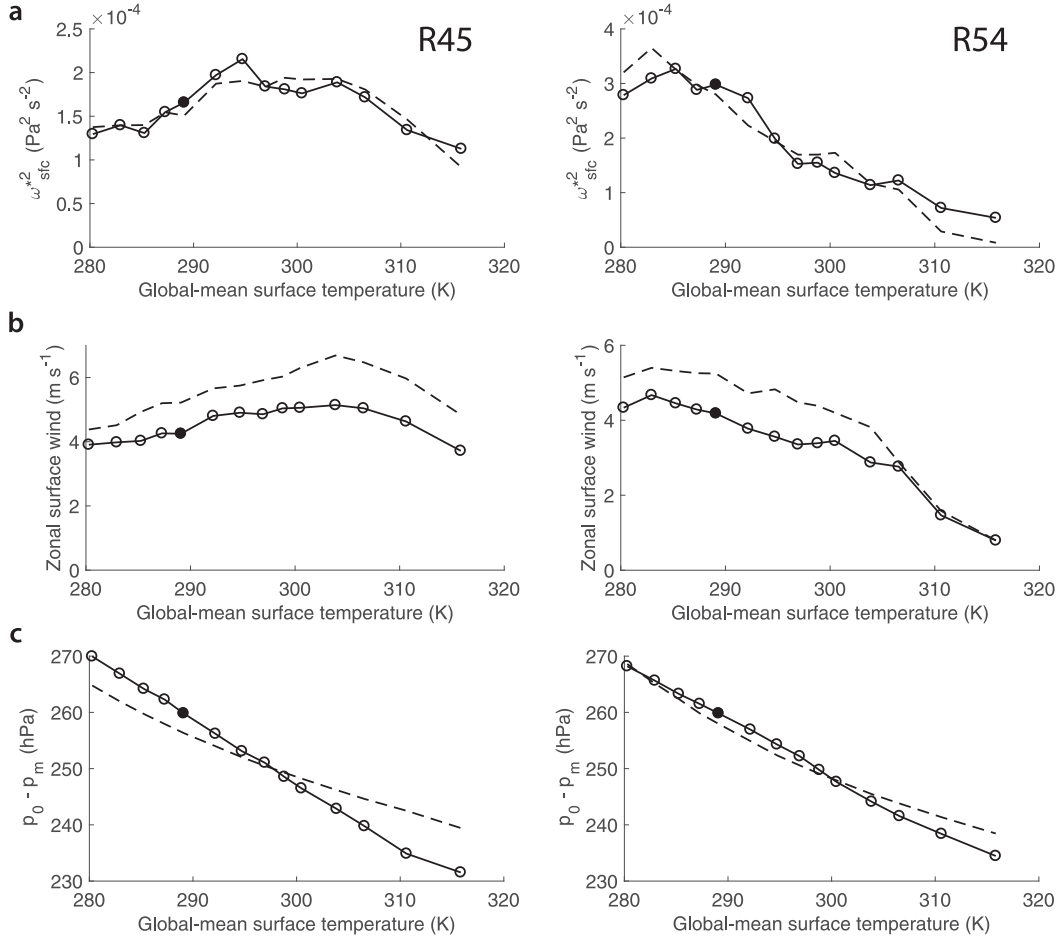 a
×10⁻⁴
2.5
2
1.5
1
0.5
0
ω*²sfc (Pa² s⁻²)
280 290 300 310 320
Global-mean surface temperature (K)
R45
×10⁻⁴
4
3
2
1
0
ω*²sfc (Pa² s⁻²)
280 290 300 310 320
Global-mean surface temperature (K)
R54
b
6
4
2
0
Zonal surface wind (m s⁻¹)
280 290 300 310 320
Global-mean surface temperature (K)
6
4
2
0
Zonal surface wind (m s⁻¹)
280 290 300 310 320
Global-mean surface temperature (K)
c
270
260
250
240
230
p₀ - pₘ (hPa)
280 290 300 310 320
Global-mean surface temperature (K)
270
260
250
240
230
p₀ - pₘ (hPa)
280 290 300 310 320
Global-mean surface temperature (K)